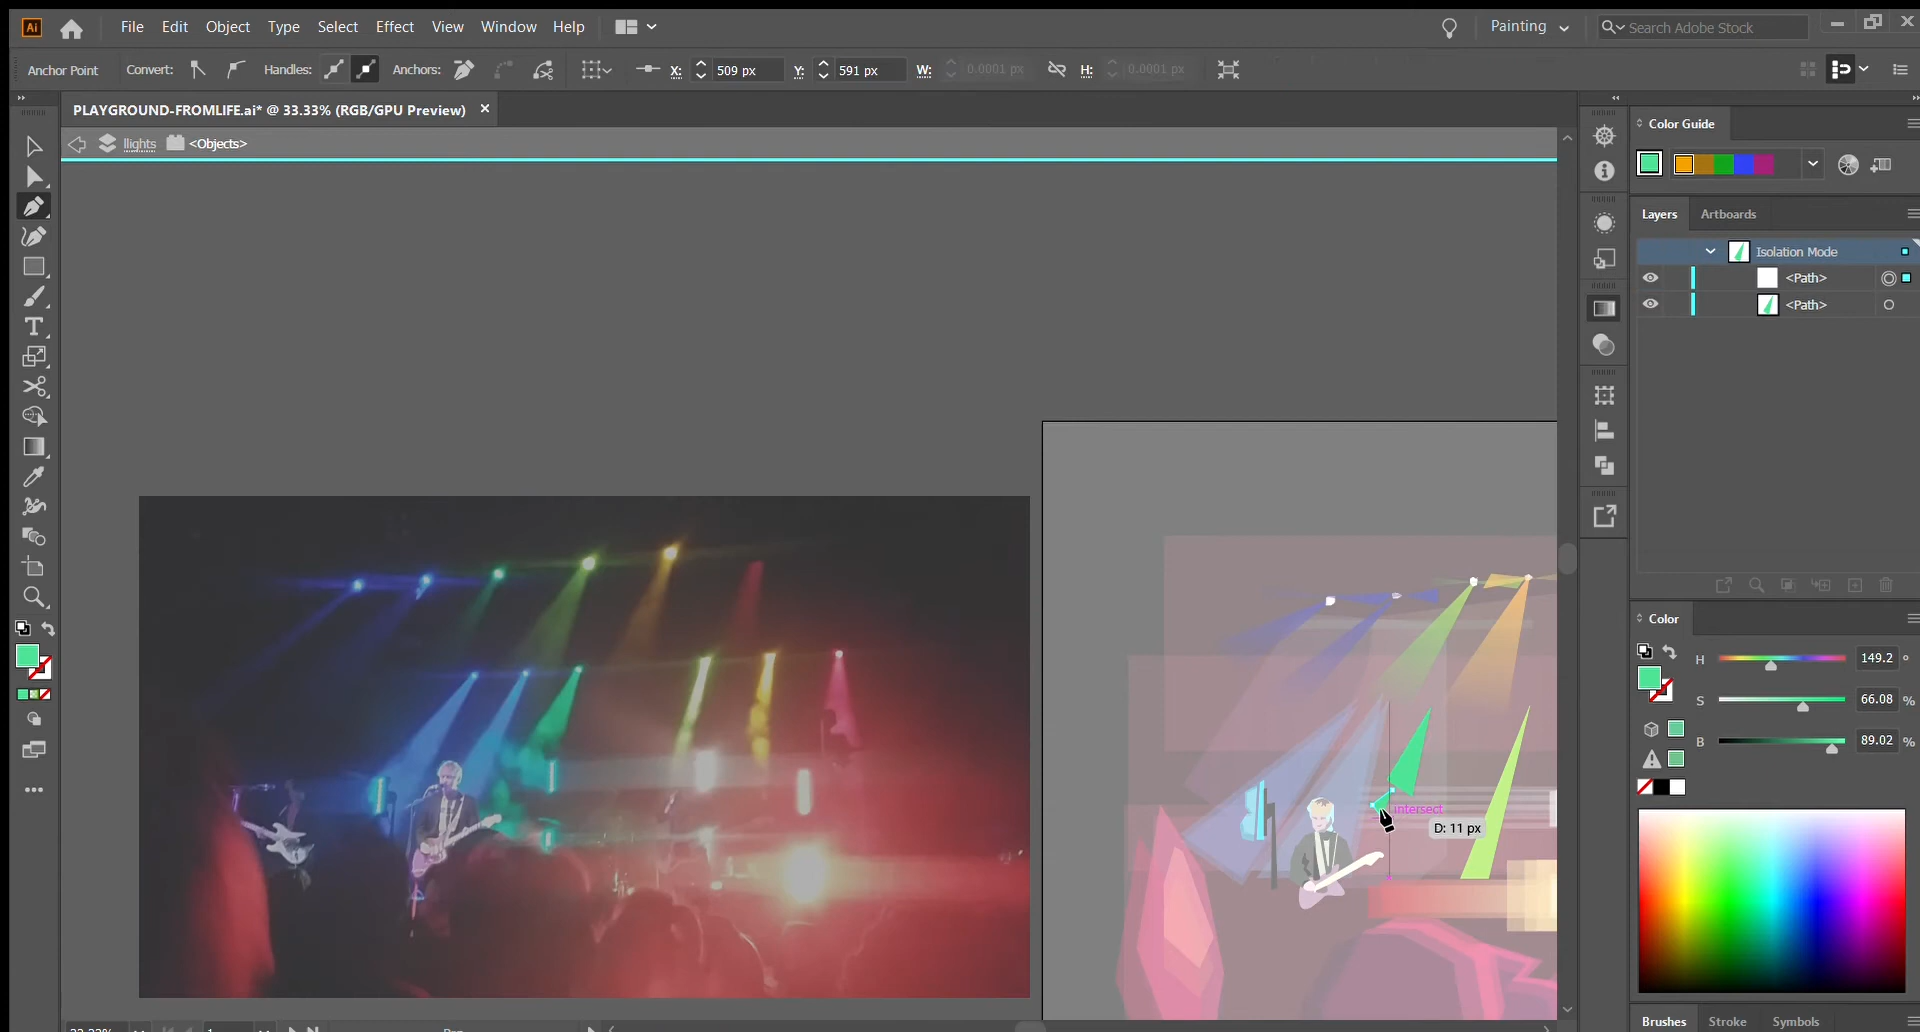 Ai File Edit Object Type Select Effect View Window Help Painting Search Adobe Stock
Anchor Point Convert: Handles: Anchors: X: 509 px Y: 591 px W: 0.0001 px H: 0.0001 px
PLAYGROUND-FROMLIFE.ai* @ 33.33% (RGB/GPU Preview) ×
llights <Objects>
Color Guide
Layers Artboards
Isolation Mode
<Path>
<Path>
intersect
D: 11 px
Color
H 149.2 °
S 66.08 %
B 89.02 %
Brushes Stroke Symbols